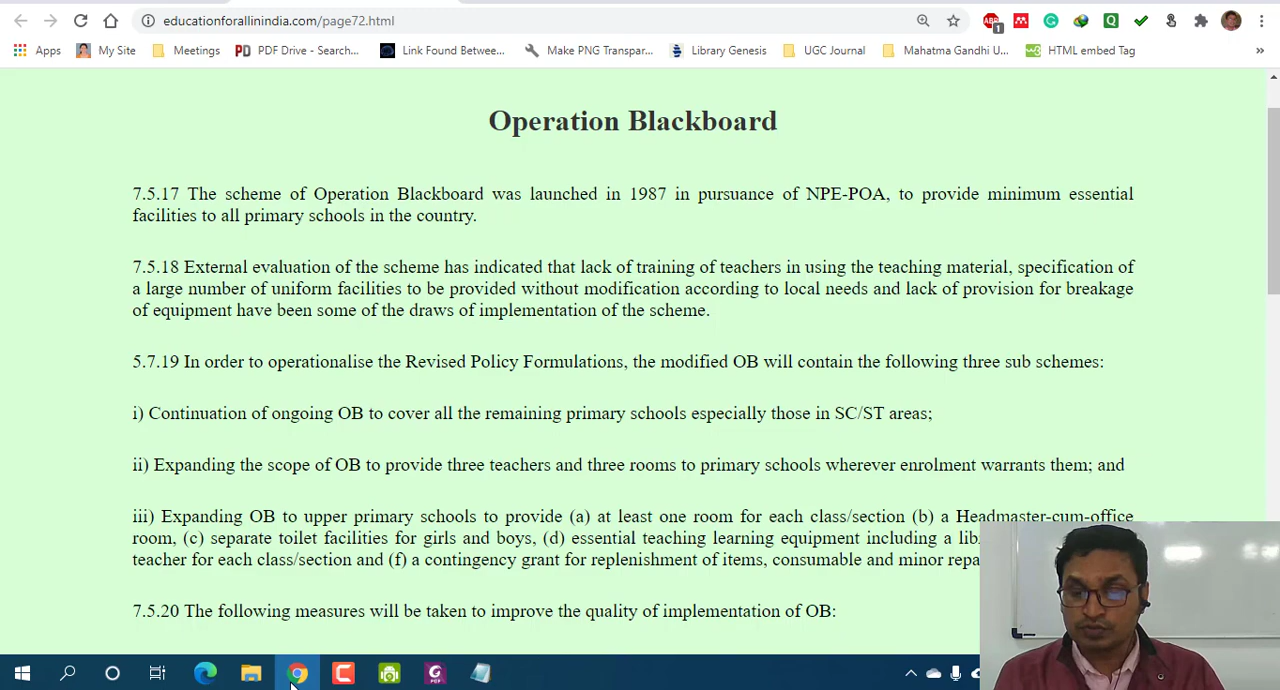 educationforallinindia.com/page72.html
ABP
1
Q
Apps
My Site
Meetings
PD
PDF Drive - Search...
Link Found Betwee...
Make PNG Transpar...
Library Genesis
UGC Journal
Mahatma Gandhi U...
w3
HTML embed Tag
»
Operation Blackboard
7.5.17 The scheme of Operation Blackboard was launched in 1987 in pursuance of NPE-POA, to provide minimum essential
facilities to all primary schools in the country.
7.5.18 External evaluation of the scheme has indicated that lack of training of teachers in using the teaching material, specification of
a large number of uniform facilities to be provided without modification according to local needs and lack of provision for breakage
of equipment have been some of the draws of implementation of the scheme.
5.7.19 In order to operationalise the Revised Policy Formulations, the modified OB will contain the following three sub schemes:
i) Continuation of ongoing OB to cover all the remaining primary schools especially those in SC/ST areas;
ii) Expanding the scope of OB to provide three teachers and three rooms to primary schools wherever enrolment warrants them; and
iii) Expanding OB to upper primary schools to provide (a) at least one room for each class/section (b) a Headmaster-cum-office
room, (c) separate toilet facilities for girls and boys, (d) essential teaching learning equipment including a
teacher for each class/section and (f) a contingency grant for replenishment of items, consumable and minor
7.5.20 The following measures will be taken to improve the quality of implementation of OB: